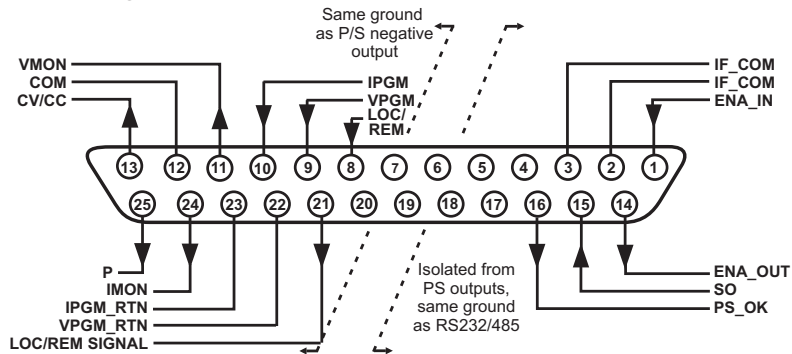 Same ground
as P/S negative
output
VMON
COM
CV/CC
IPGM
VPGM
LOC/
REM
IF_COM
IF_COM
ENA_IN
13 12 11 10 9 8 7 6 5 4 3 2 1
25 24 23 22 21 20 19 18 17 16 15 14
P
IMON
IPGM_RTN
VPGM_RTN
LOC/REM SIGNAL
Isolated from
PS outputs,
same ground
as RS232/485
ENA_OUT
SO
PS_OK